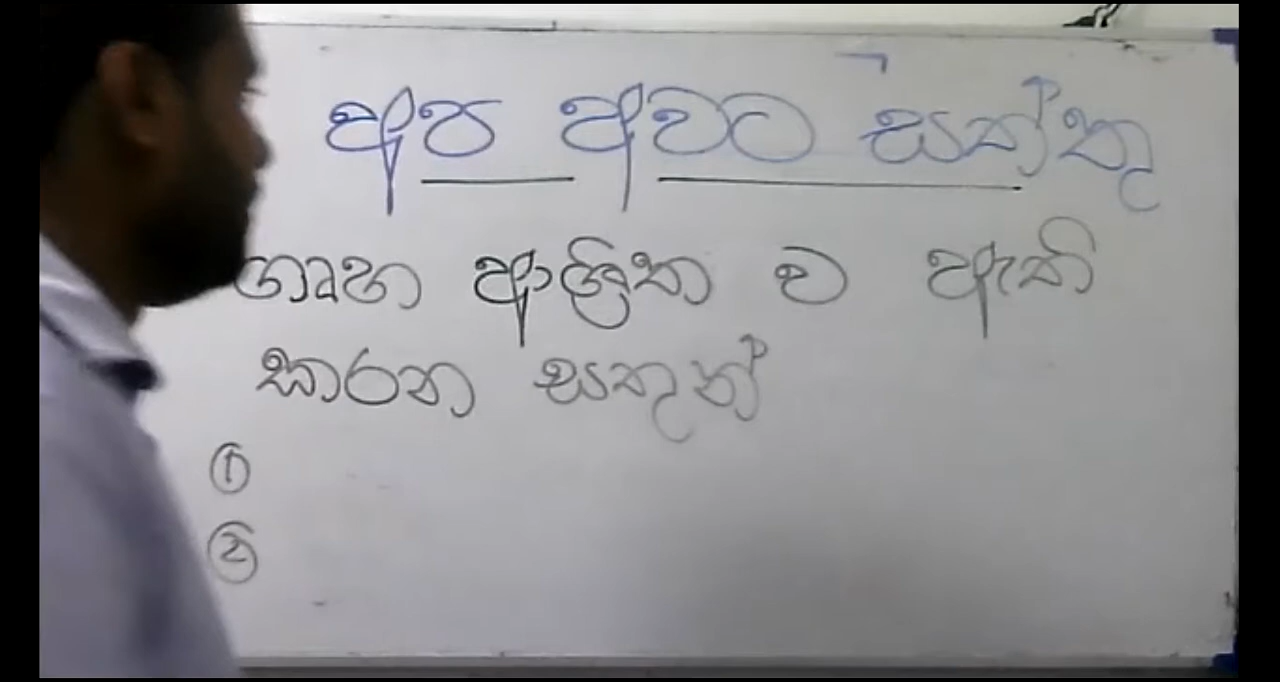 අප අවට සත්තු
ගෘහ ආශ්‍රිත ව ඇති
කරන සතුන්
①
②